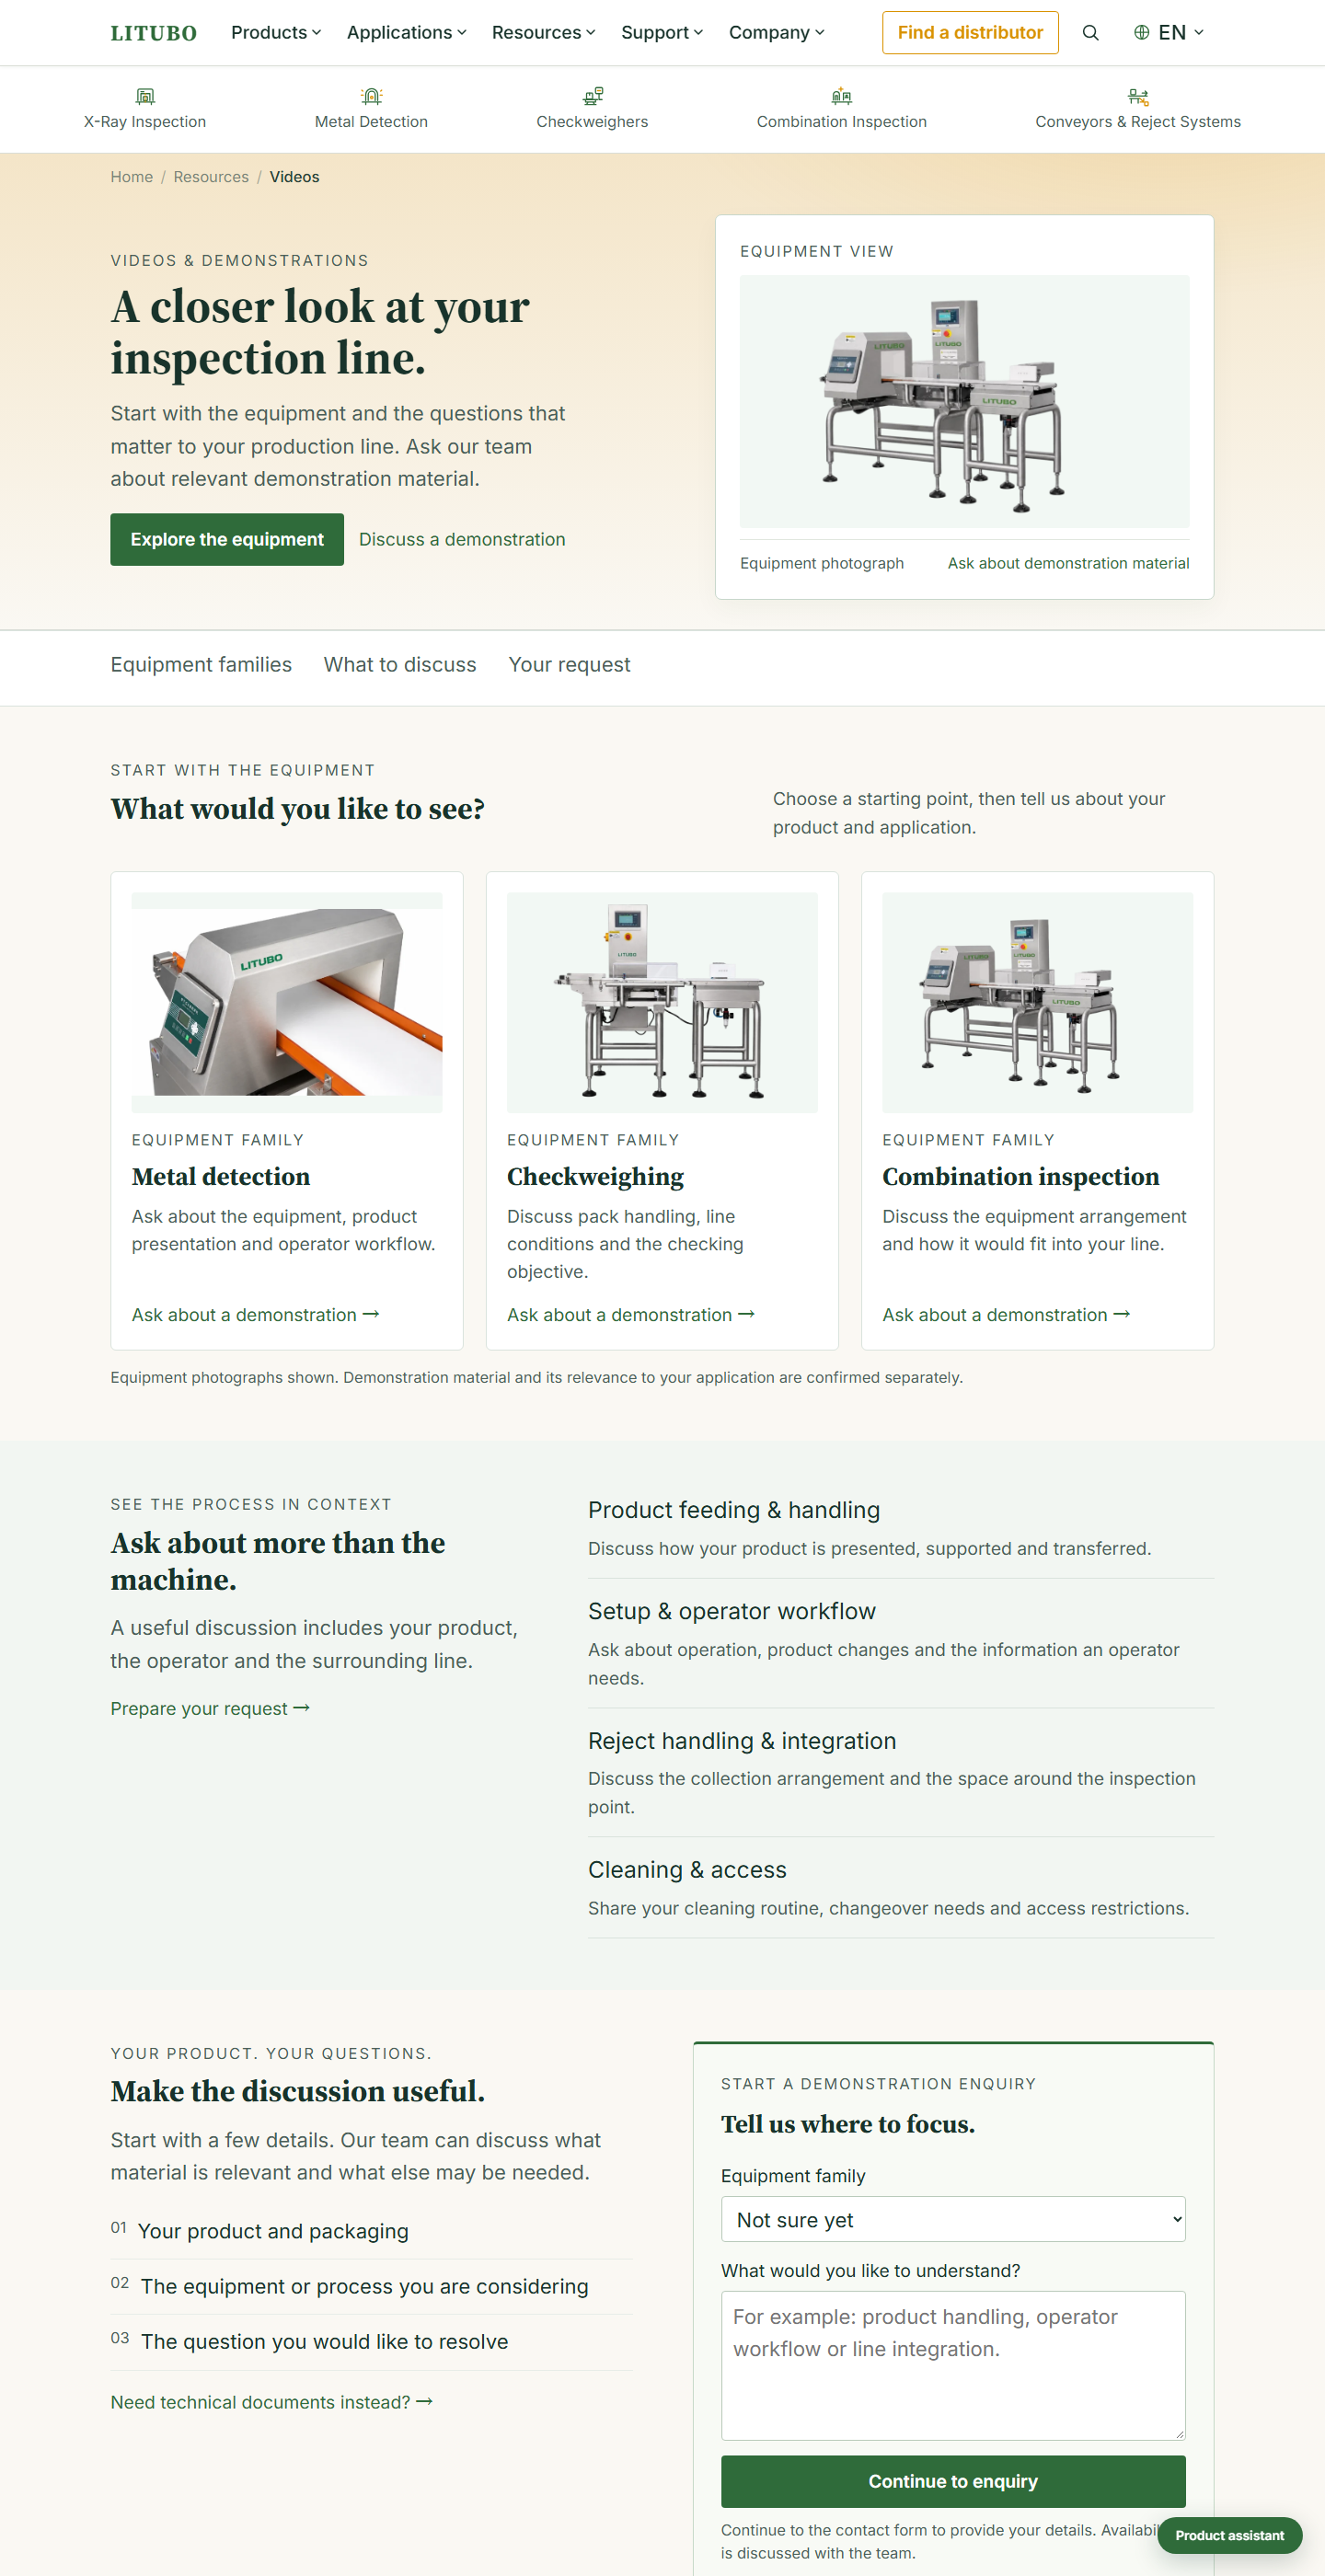 LITUBO
Products
Applications
Resources
Support
Company
Find a distributor
EN
X-Ray Inspection
Metal Detection
Checkweighers
Combination Inspection
Conveyors & Reject Systems
Home / Resources / Videos
VIDEOS & DEMONSTRATIONS
A closer look at your
inspection line.
Start with the equipment and the questions that
matter to your production line. Ask our team
about relevant demonstration material.
Explore the equipment
Discuss a demonstration
EQUIPMENT VIEW
LITUBO
LITUBO
LITUBO
Equipment photograph
Ask about demonstration material
Equipment families
What to discuss
Your request
START WITH THE EQUIPMENT
What would you like to see?
Choose a starting point, then tell us about your
product and application.
LITUBO
EQUIPMENT FAMILY
Metal detection
Ask about the equipment, product
presentation and operator workflow.
Ask about a demonstration →
LITUBO
EQUIPMENT FAMILY
Checkweighing
Discuss pack handling, line
conditions and the checking
objective.
Ask about a demonstration →
LITUBO
LITUBO
LITUBO
EQUIPMENT FAMILY
Combination inspection
Discuss the equipment arrangement
and how it would fit into your line.
Ask about a demonstration →
Equipment photographs shown. Demonstration material and its relevance to your application are confirmed separately.
SEE THE PROCESS IN CONTEXT
Ask about more than the
machine.
A useful discussion includes your product,
the operator and the surrounding line.
Prepare your request →
Product feeding & handling
Discuss how your product is presented, supported and transferred.
Setup & operator workflow
Ask about operation, product changes and the information an operator
needs.
Reject handling & integration
Discuss the collection arrangement and the space around the inspection
point.
Cleaning & access
Share your cleaning routine, changeover needs and access restrictions.
YOUR PRODUCT. YOUR QUESTIONS.
Make the discussion useful.
Start with a few details. Our team can discuss what
material is relevant and what else may be needed.
01 Your product and packaging
02 The equipment or process you are considering
03 The question you would like to resolve
Need technical documents instead? →
START A DEMONSTRATION ENQUIRY
Tell us where to focus.
Equipment family
Not sure yet
What would you like to understand?
For example: product handling, operator
workflow or line integration.
Continue to enquiry
Continue to the contact form to provide your details.
is discussed with the team.
Product assistant